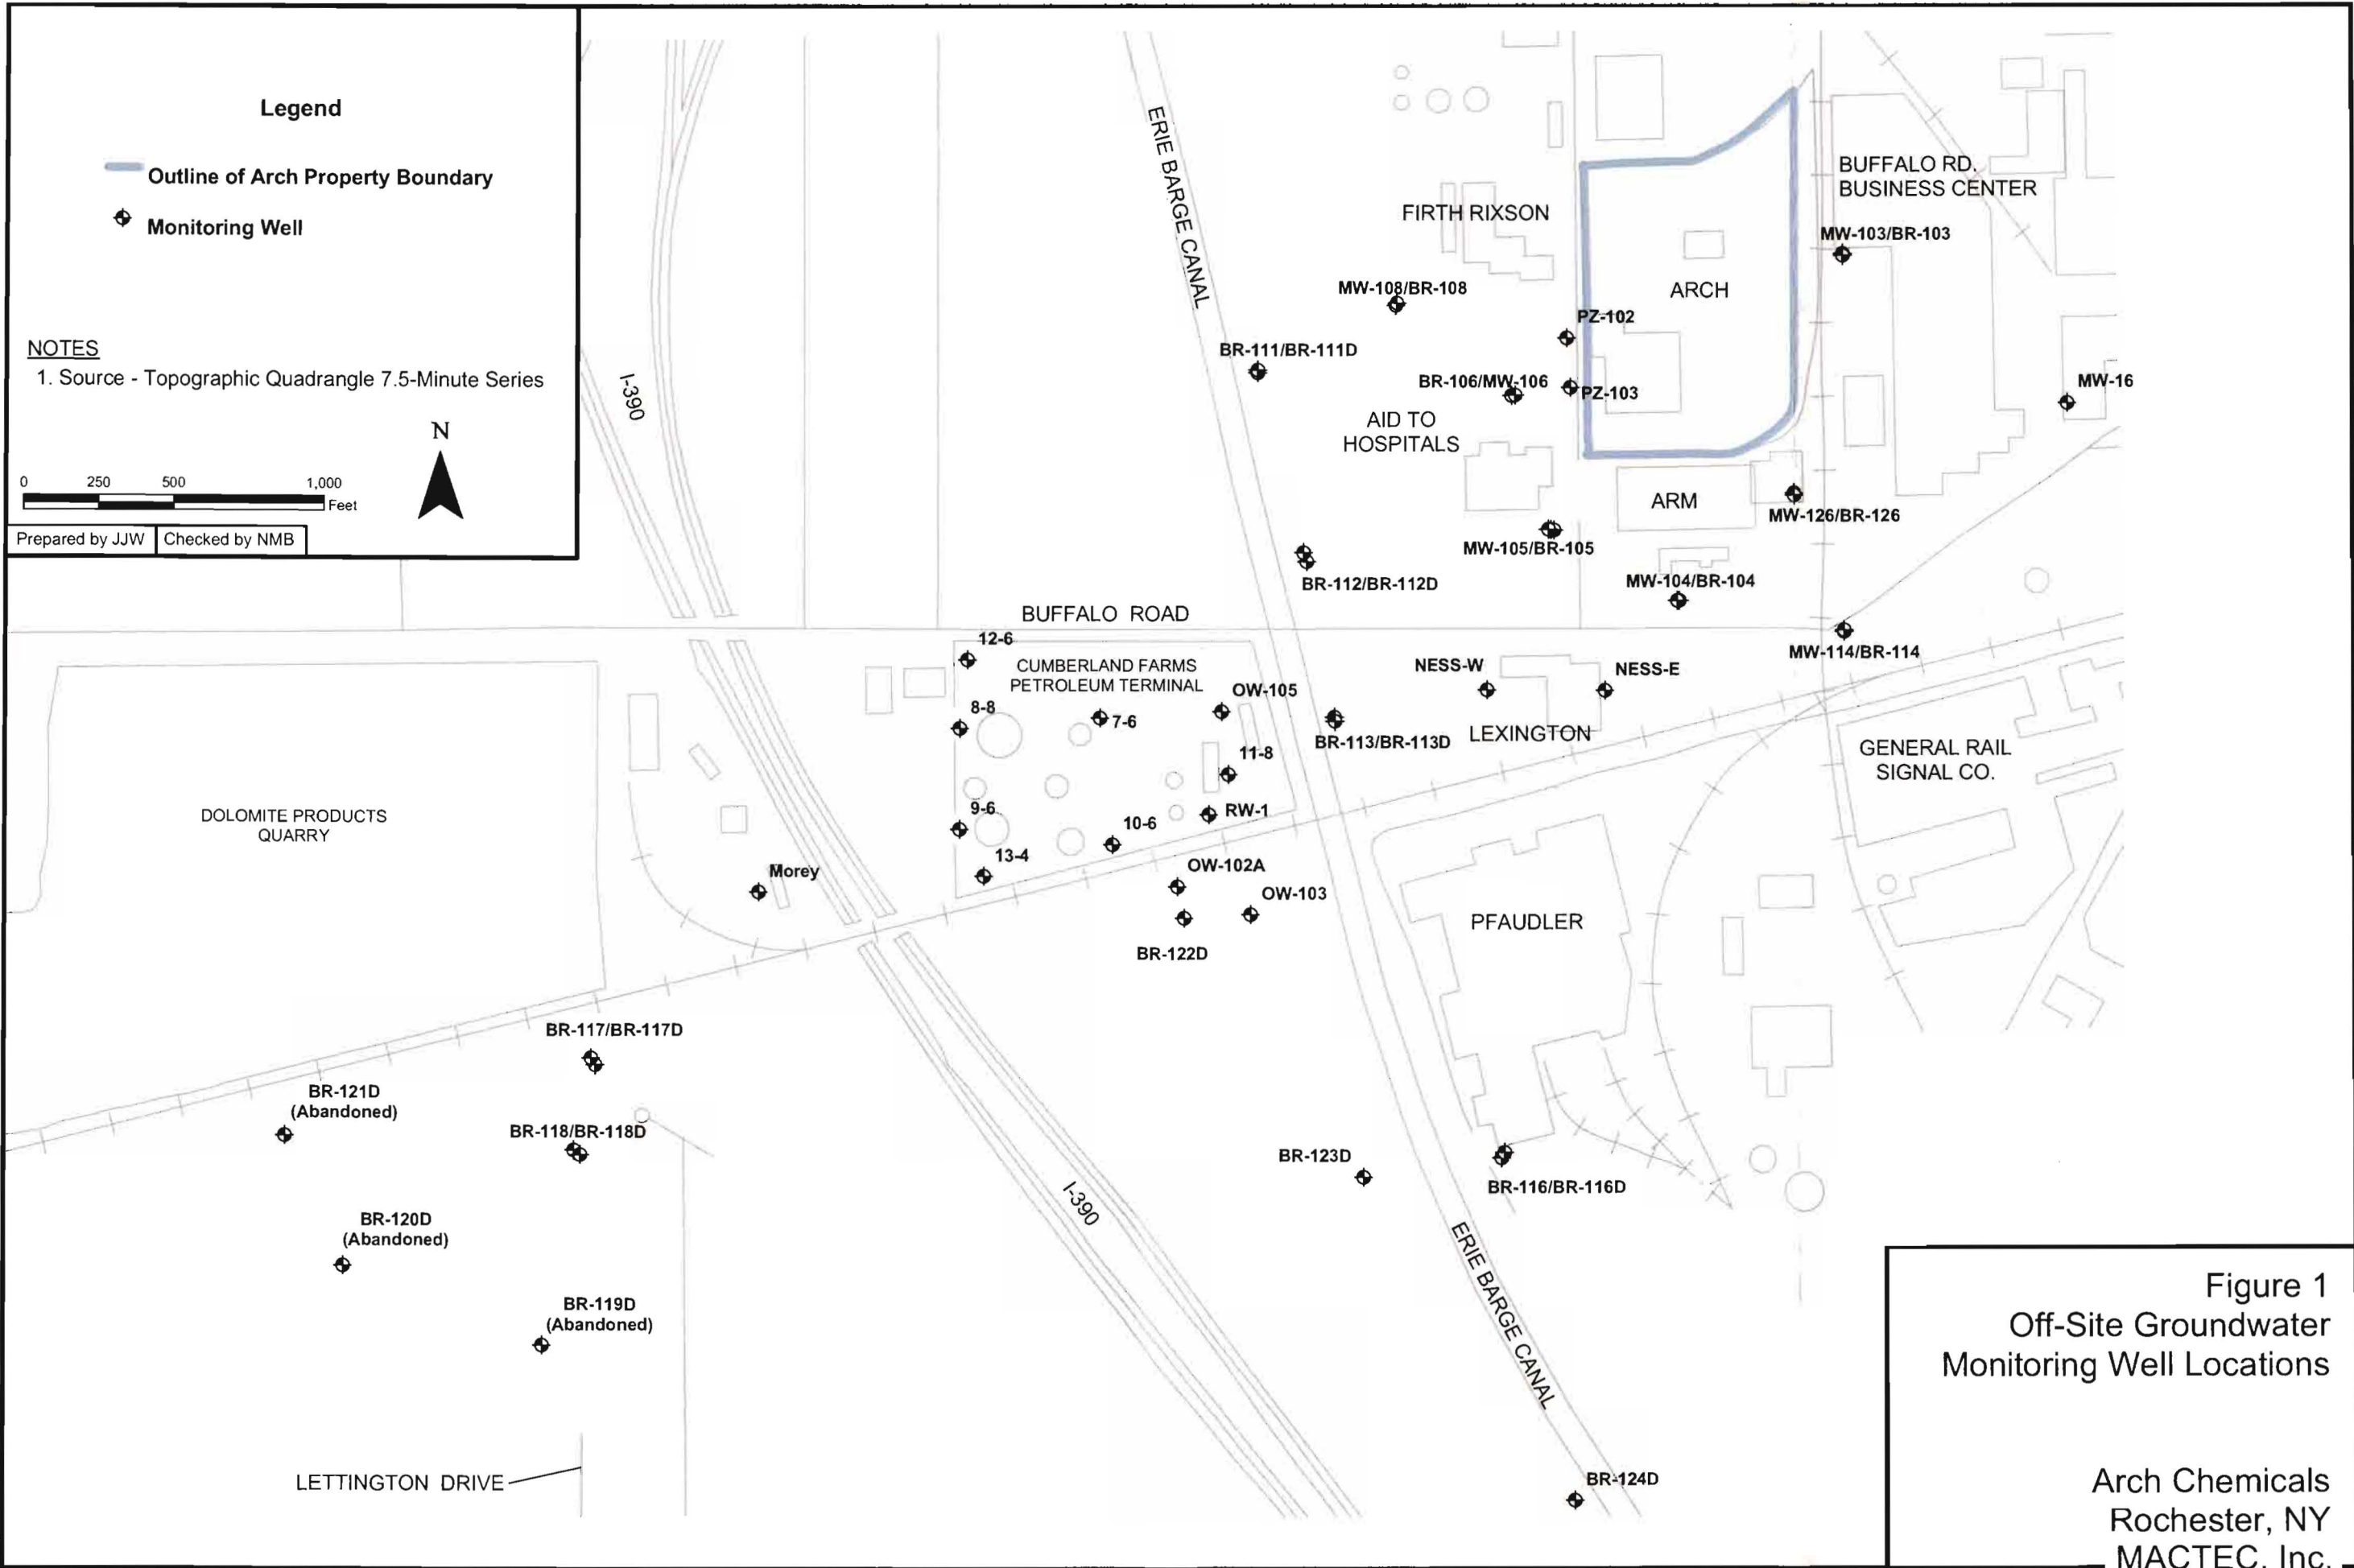 Legend
Outline of Arch Property Boundary
Monitoring Well
NOTES
1. Source - Topographic Quadrangle 7.5-Minute Series
N
0 250 500 1,000
Feet
Prepared by JJW Checked by NMB
I-390
ERIE BARGE CANAL
FIRTH RIXSON
BUFFALO RD.
BUSINESS CENTER
MW-103/BR-103
ARCH
MW-108/BR-108
PZ-102
BR-111/BR-111D
BR-106/MW-106
PZ-103
MW-16
AID TO
HOSPITALS
ARM
MW-126/BR-126
MW-105/BR-105
BR-112/BR-112D
MW-104/BR-104
BUFFALO ROAD
12-6
MW-114/BR-114
CUMBERLAND FARMS
PETROLEUM TERMINAL
NESS-W
NESS-E
OW-105
8-8
7-6
BR-113/BR-113D
LEXINGTON
11-8
GENERAL RAIL
SIGNAL CO.
DOLOMITE PRODUCTS
QUARRY
9-6
10-6
RW-1
13-4
Morey
OW-102A
OW-103
PFAUDLER
BR-122D
BR-117/BR-117D
BR-121D
(Abandoned)
BR-118/BR-118D
BR-123D
BR-116/BR-116D
I-390
BR-120D
(Abandoned)
ERIE BARGE CANAL
BR-119D
(Abandoned)
LETTINGTON DRIVE
BR-124D
Figure 1
Off-Site Groundwater
Monitoring Well Locations
Arch Chemicals
Rochester, NY
MACTEC, Inc.